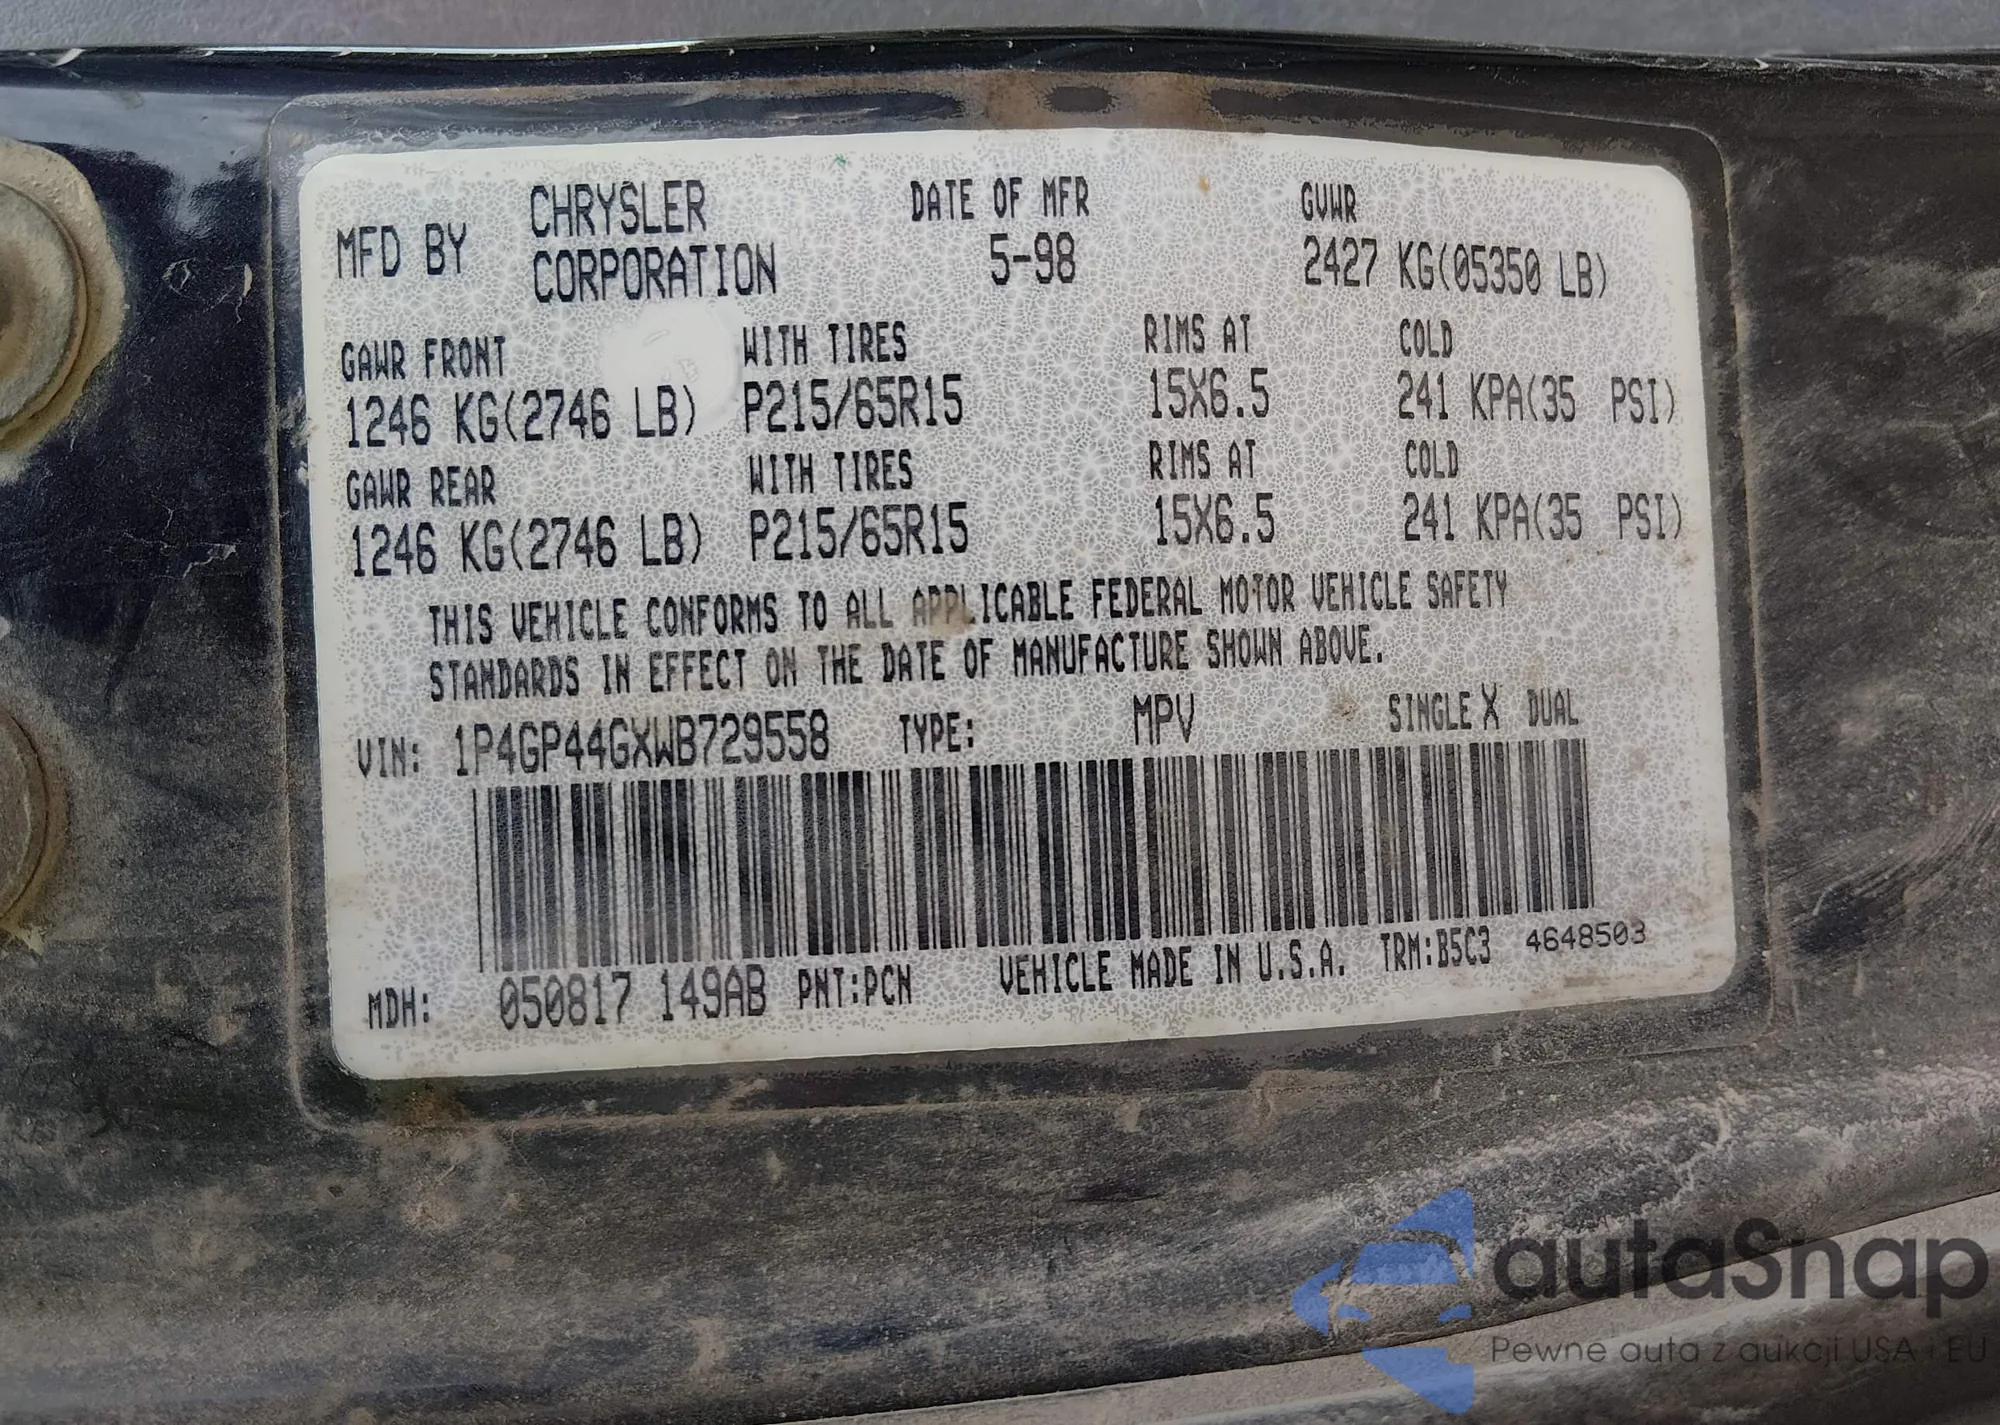 MFD BY CHRYSLER CORPORATION DATE OF MFR 5-98 GVWR 2427 KG(05350 LB)
GAWR FRONT WITH TIRES RIMS AT COLD
1246 KG(2746 LB) P215/65R15 15X6.5 241 KPA(35 PSI)
GAWR REAR WITH TIRES RIMS AT COLD
1246 KG(2746 LB) P215/65R15 15X6.5 241 KPA(35 PSI)
THIS VEHICLE CONFORMS TO ALL APPLICABLE FEDERAL MOTOR VEHICLE SAFETY
STANDARDS IN EFFECT ON THE DATE OF MANUFACTURE SHOWN ABOVE.
VIN: 1P4GP44GXWB729558 TYPE: MPV SINGLE X DUAL
MDH: 050817 149AB PNT:PCN VEHICLE MADE IN U.S.A. TRM:B5C3 4648503
autaSnap
Pewne auta z aukcji USA i EU